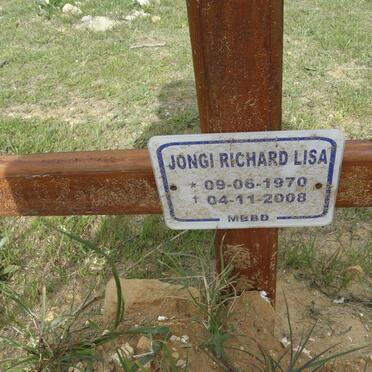 JONGI RICHARD LISA
* 09-06-1970
† 04-11-2008
MBBD